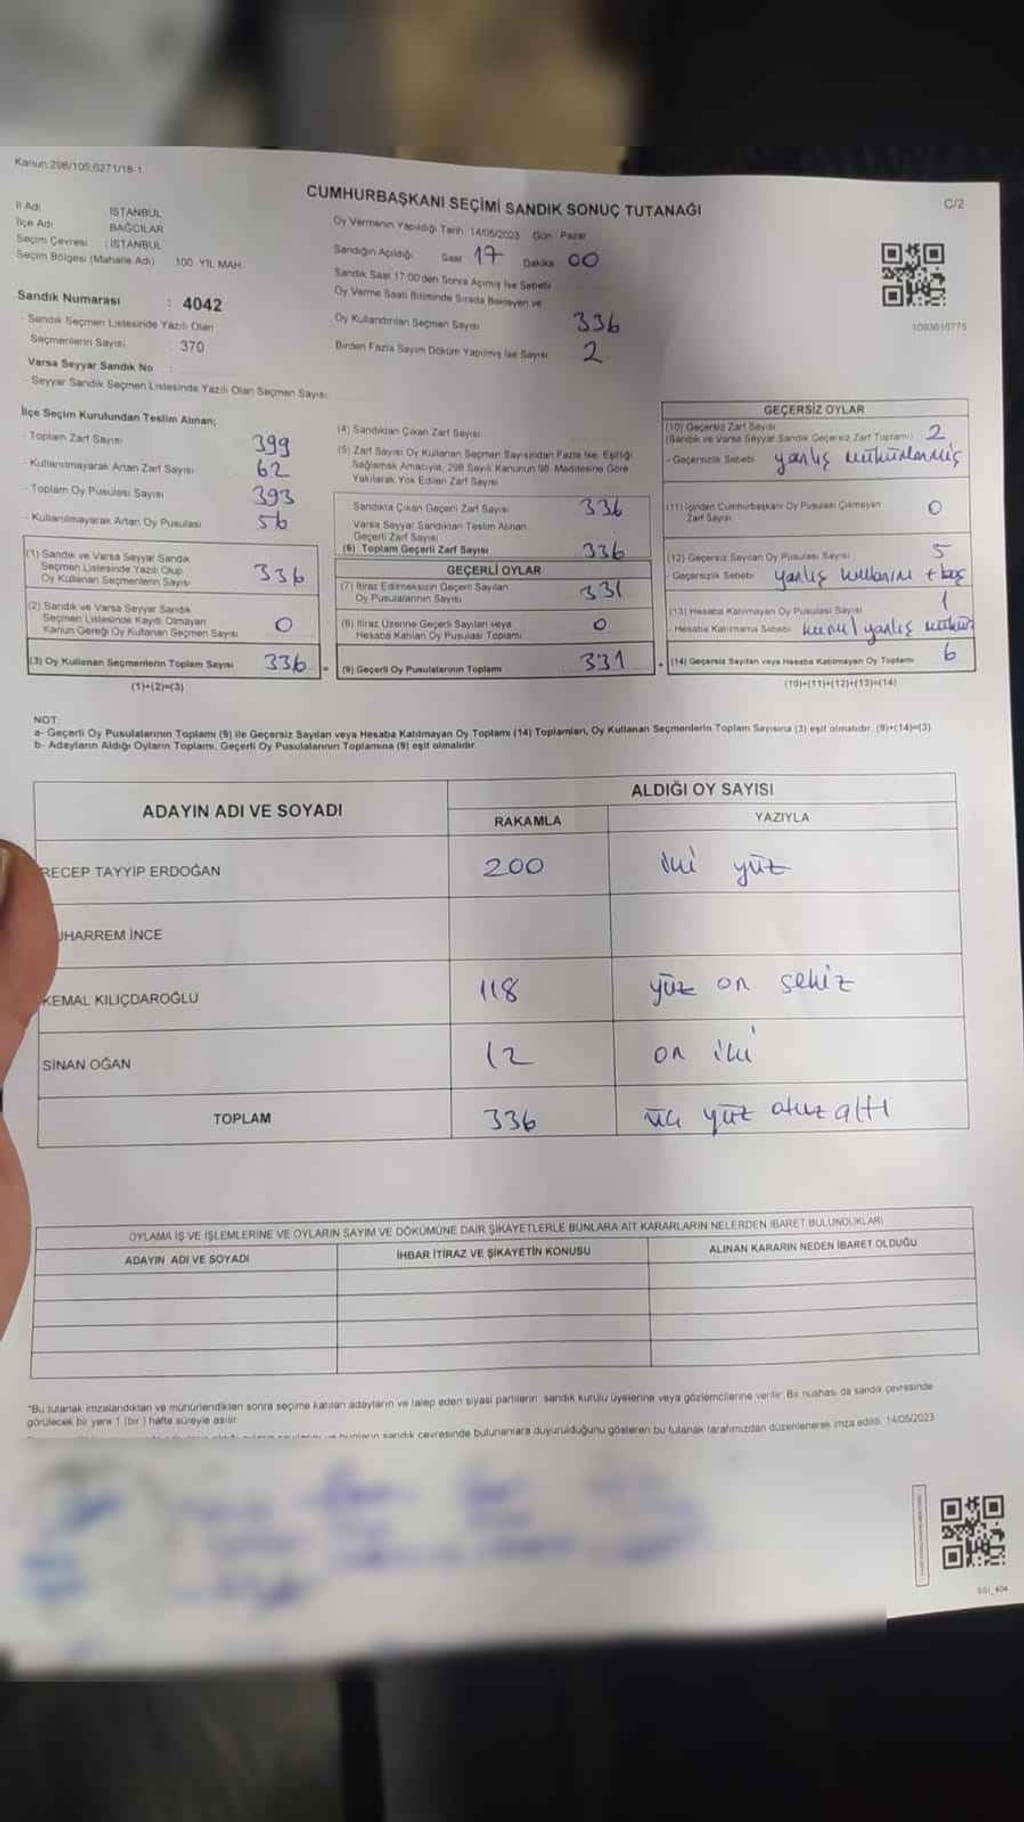 Kanun:298/105;6271/18-1
CUMHURBAŞKANI SEÇİMİ SANDIK SONUÇ TUTANAĞI
C/2
İl Adı : İSTANBUL
İlçe Adı : BAĞCILAR
Seçim Çevresi : İSTANBUL
Seçim Bölgesi (Mahalle Adı) : 100. YIL MAH.
Oy Vermenin Yapıldığı Tarih: 14/05/2023 Gün: Pazar
Sandığın Açıldığı Saat 17 Dakika 00
Sandık Saat 17:00'den Sonra Açılmış İse Sebebi
Oy Verme Saati Bitiminde Sırada Bekleyen ve
Oy Kullandırılan Seçmen Sayısı 336
Birden Fazla Sayım Döküm Yapılmış İse Sayısı 2
Sandık Numarası : 4042
- Sandık Seçmen Listesinde Yazılı Olan
Seçmenlerin Sayısı : 370
Varsa Seyyar Sandık No :
- Seyyar Sandık Seçmen Listesinde Yazılı Olan Seçmen Sayısı:
İlçe Seçim Kurulundan Teslim Alınan;
- Toplam Zarf Sayısı 399
- Kullanılmayarak Artan Zarf Sayısı 62
- Toplam Oy Pusulası Sayısı 393
- Kullanılmayarak Artan Oy Pusulası 56
(1) Sandık ve Varsa Seyyar Sandık
Seçmen Listesinde Yazılı Olup
Oy Kullanan Seçmenlerin Sayısı 336
(2) Sandık ve Varsa Seyyar Sandık
Seçmen Listesinde Kayıtlı Olmayan
Kanun Gereği Oy Kullanan Seçmen Sayısı 0
(3) Oy Kullanan Seçmenlerin Toplam Sayısı 336
(1)+(2)=(3)
(4) Sandıktan Çıkan Zarf Sayısı
(5) Zarf Sayısı Oy Kullanan Seçmen Sayısından Fazla İse, Eşitliği
Sağlamak Amacıyla, 298 Sayılı Kanunun 98. Maddesine Göre
Yakılarak Yok Edilen Zarf Sayısı
Sandıkta Çıkan Geçerli Zarf Sayısı 336
Varsa Seyyar Sandıktan Teslim Alınan
Geçerli Zarf Sayısı
(6) Toplam Geçerli Zarf Sayısı 336
GEÇERLİ OYLAR
(7) İtiraz Edilmeksizin Geçerli Sayılan
Oy Pusulalarının Sayısı 331
(8) İtiraz Üzerine Geçerli Sayılan veya
Hesaba Katılan Oy Pusulası Toplamı 0
(9) Geçerli Oy Pusulalarının Toplamı 331
GEÇERSİZ OYLAR
(10) Geçersiz Zarf Sayısı
(Sandık ve Varsa Seyyar Sandık Geçersiz Zarf Toplamı) 2
- Geçersizlik Sebebi yanlış mühürlenmiş
(11) İçinden Cumhurbaşkanı Oy Pusulası Çıkmayan
Zarf Sayısı 0
(12) Geçersiz Sayılan Oy Pusulası Sayısı 5
- Geçersizlik Sebebi yanlış kullanım + boş
(13) Hesaba Katılmayan Oy Pusulası Sayısı 1
- Hesaba Katılmama Sebebi yanlış mühür
(14) Geçersiz Sayılan veya Hesaba Katılmayan Oy Toplamı 6
(10)+(11)+(12)+(13)=(14)
NOT:
a- Geçerli Oy Pusulalarının Toplamı (9) ile Geçersiz Sayılan veya Hesaba Katılmayan Oy Toplamı (14) Toplamları, Oy Kullanan Seçmenlerin Toplam Sayısına (3) eşit olmalıdır. (9)+(14)=(3)
b- Adayların Aldığı Oyların Toplamı, Geçerli Oy Pusulalarının Toplamına (9) eşit olmalıdır.
ADAYIN ADI VE SOYADI ALDIĞI OY SAYISI
RAKAMLA YAZIYLA
RECEP TAYYİP ERDOĞAN 200 iki yüz
UHARREM İNCE
KEMAL KILIÇDAROĞLU 118 yüz on sekiz
SİNAN OĞAN 12 on iki
TOPLAM 336 üç yüz otuz altı
OYLAMA İŞ VE İŞLEMLERİNE VE OYLARIN SAYIM VE DÖKÜMÜNE DAİR ŞİKAYETLERLE BUNLARA AİT KARARLARIN NELERDEN İBARET BULUNDUKLARI
ADAYIN ADI VE SOYADI İHBAR İTİRAZ VE ŞİKAYETİN KONUSU ALINAN KARARIN NEDEN İBARET OLDUĞU
*Bu tutanak imzalandıktan ve mühürlendikten sonra seçime katılan adayların ve talep eden siyasi partilerin, sandık kurulu üyelerine veya gözlemcilerine verilir. Bir nüshası da sandık çevresinde
görülecek bir yere 1 (bir) hafta süreyle asılır.
ve bunların sandık çevresinde bulunanlara duyurulduğunu gösteren bu tutanak tarafımızdan düzenlenerek imza edildi. 14/05/2023